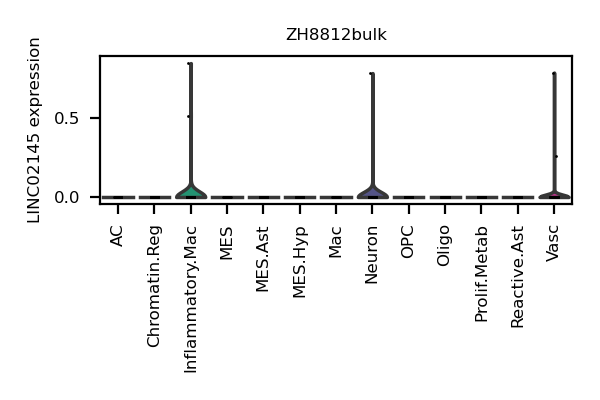 ZH8812bulk
LINC02145 expression
0.5
0.0
AC
Chromatin.Reg
Inflammatory.Mac
MES
MES.Ast
MES.Hyp
Mac
Neuron
OPC
Oligo
Prolif.Metab
Reactive.Ast
Vasc